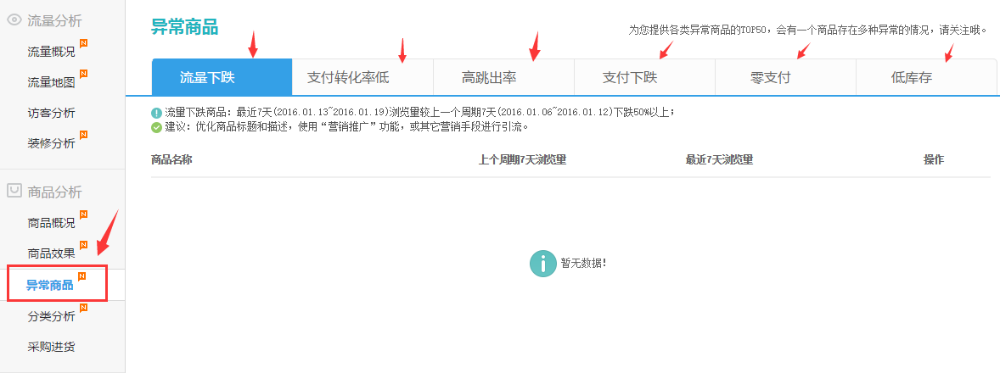 流量分析
流量概况
N
流量地图
N
访客分析
装修分析
N
商品分析
商品概况
N
商品效果
N
异常商品
N
分类分析
N
采购进货
异常商品
为您提供各类异常商品的TOP50，会有一个商品存在多种异常的情况，请关注哦。
流量下跌 支付转化率低 高跳出率 支付下跌 零支付 低库存
流量下跌商品：最近7天(2016.01.13~2016.01.19)浏览量较上一个周期7天(2016.01.06~2016.01.12)下跌50%以上；
建议：优化商品标题和描述，使用“营销推广”功能，或其它营销手段进行引流。
商品名称 上个周期7天浏览量 最近7天浏览量 操作
暂无数据!